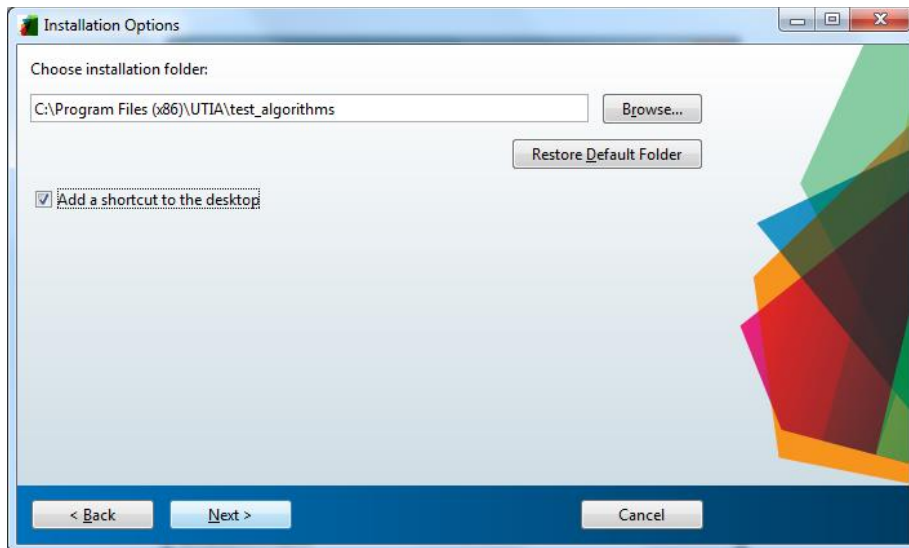 Installation Options
Choose installation folder:
C:\Program Files (x86)\UTIA\test_algorithms
Browse...
Restore Default Folder
Add a shortcut to the desktop
< Back
Next >
Cancel